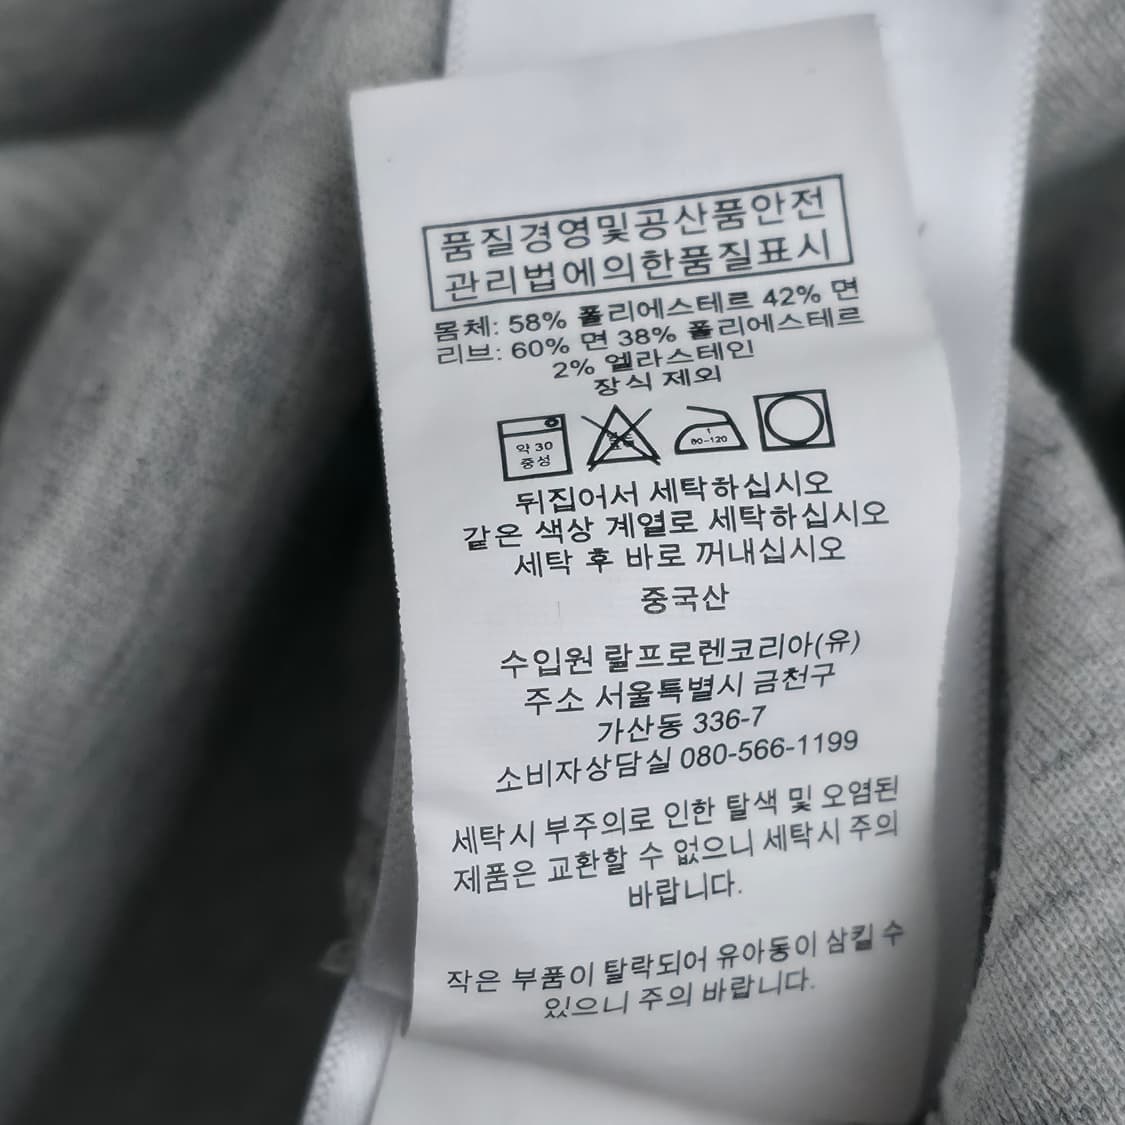 품질경영및공산품안전
관리법에의한품질표시
몸체: 58% 폴리에스테르 42% 면
리브: 60% 면 38% 폴리에스테르
2% 엘라스테인
장식 제외
약 30
중성
80-120
뒤집어서 세탁하십시오
같은 색상 계열로 세탁하십시오
세탁 후 바로 꺼내십시오
중국산
수입원 랄프로렌코리아(유)
주소 서울특별시 금천구
가산동 336-7
소비자상담실 080-566-1199
세탁시 부주의로 인한 탈색 및 오염된
제품은 교환할 수 없으니 세탁시 주의
바랍니다.
작은 부품이 탈락되어 유아동이 삼킬 수
있으니 주의 바랍니다.